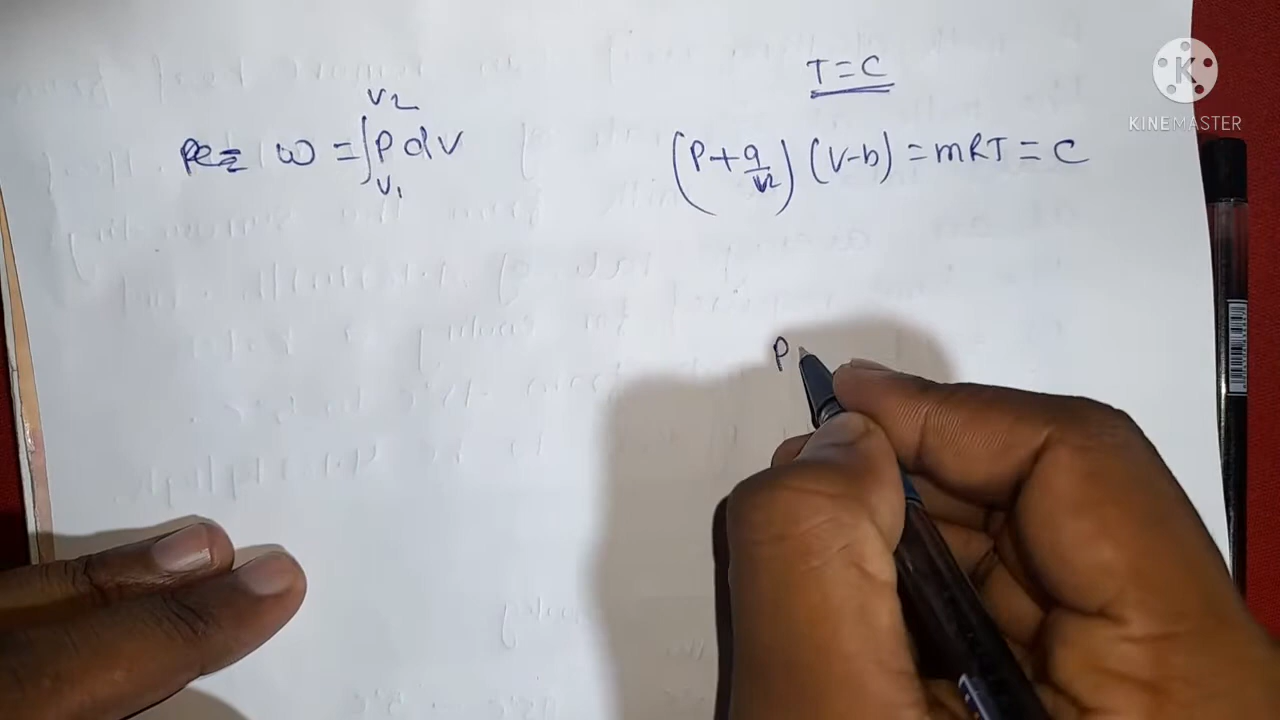 T = C
V2
W = ∫ P dV
V1
(P + a/V2) (V - b) = mRT = C
P
K
KINEMASTER